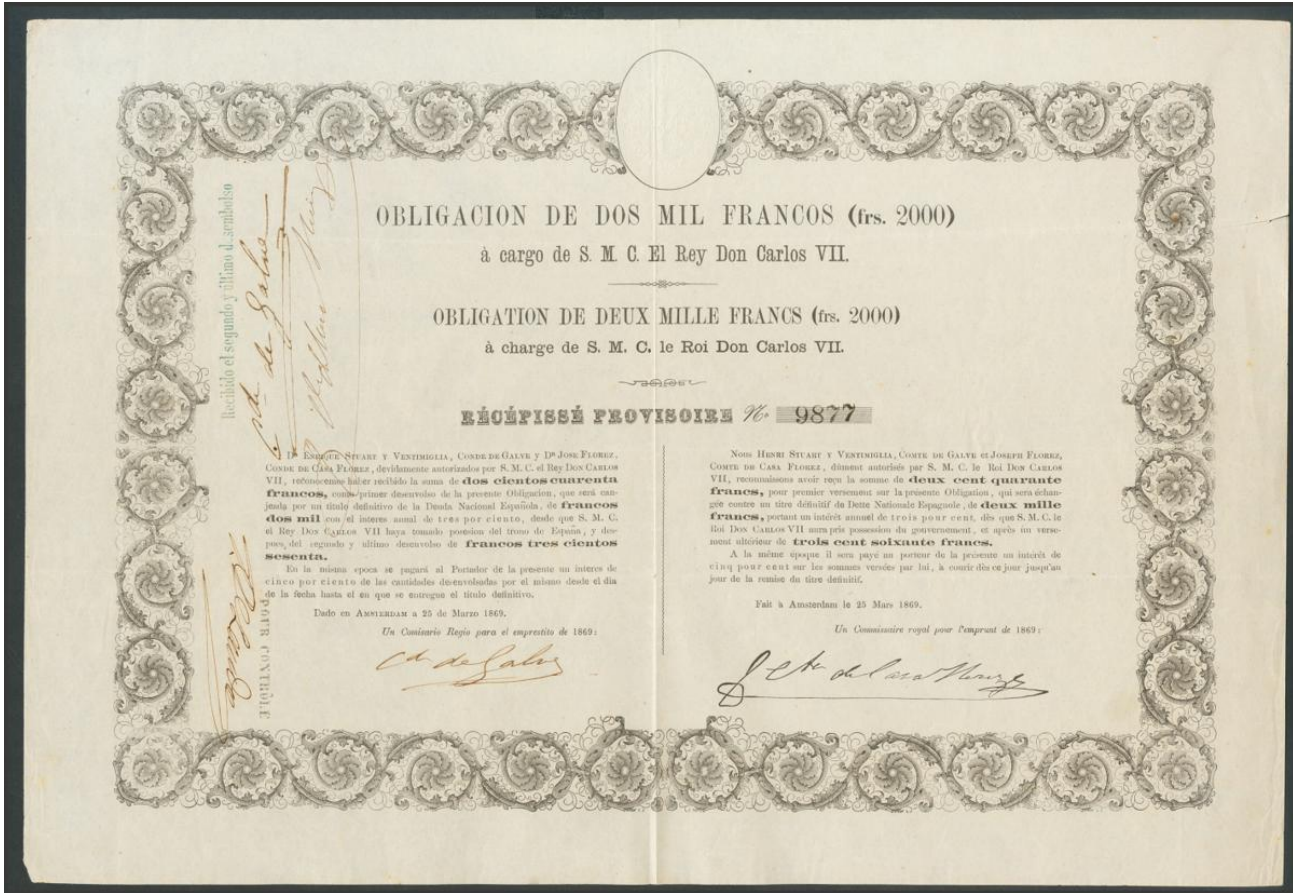 OBLIGACION DE DOS MIL FRANCOS (frs. 2000)
à cargo de S. M. C. El Rey Don Carlos VII.
OBLIGATION DE DEUX MILLE FRANCS (frs. 2000)
à charge de S. M. C. le Roi Don Carlos VII.
RÉCÉPISSÉ PROVISOIRE No 9877
Dn ENRIQUE STUART Y VENTIMIGLIA, CONDE DE GALVE y Dn JOSE FLOREZ,
CONDE DE CASA FLOREZ, devidamente autorizados por S. M. C. el Rey DON CARLOS
VII, reconocemos haber recibido la suma de dos cientos cuarenta
francos, como primer desenvolso de la presente Obligacion, que será can-
jeada por un titulo definitivo de la Deuda Nacional Española, de francos
dos mil con el interes anual de tres por ciento, desde que S. M. C.
el Rey DON CARLOS VII haya tomado posesion del trono de España, y des-
pues del segundo y ultimo desenvolso de francos tres cientos
sesenta.
En la misma epoca se pagará al Portador de la presente un interes de
cinco por ciento de las cantidades desenvolsadas por el mismo desde el dia
de la fecha hasta el en que se entregue el titulo definitivo.
Dado en AMSTERDAM a 25 de Marzo 1869.
Un Comisario Regio para el emprestito de 1869:
Cde de Galve
Nous HENRI STUART Y VENTIMIGLIA, COMTE DE GALVE et JOSEPH FLOREZ,
COMTE DE CASA FLOREZ, dûment autorisés par S. M. C. le Roi DON CARLOS
VII, reconnaissons avoir reçu la somme de deux cent quarante
francs, pour premier versement sur la présente Obligation, qui sera échan-
gée contre un titre définitif de Dette Nationale Espagnole, de deux mille
francs, portant un intérêt annuel de trois pour cent, dès que S. M. C. le
Roi DON CARLOS VII aura pris possession du gouvernement, et après un verse-
ment ultérieur de trois cent soixante francs.
A la même époque il sera payé au porteur de la présente un intérêt de
cinq pour cent sur les sommes versées par lui, à courir dès ce jour jusqu'au
jour de la remise du titre définitif.
Fait à Amsterdam le 25 Mars 1869.
Un Commissaire royal pour l'emprunt de 1869:
de Casa Florez
Recibido el segundo y último desembolso
de Galve
POUR CONTRÔLE